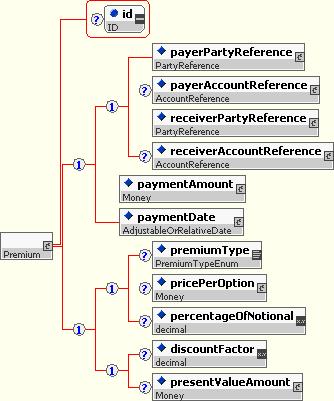 ? id
ID
payerPartyReference
PartyReference
? payerAccountReference
AccountReference
1
receiverPartyReference
PartyReference
? receiverAccountReference
AccountReference
1
paymentAmount
Money
paymentDate
AdjustableOrRelativeDate
Premium
? premiumType
PremiumTypeEnum
1
? pricePerOption
Money
? percentageOfNotional
decimal
1
? discountFactor
decimal
1
? presentValueAmount
Money